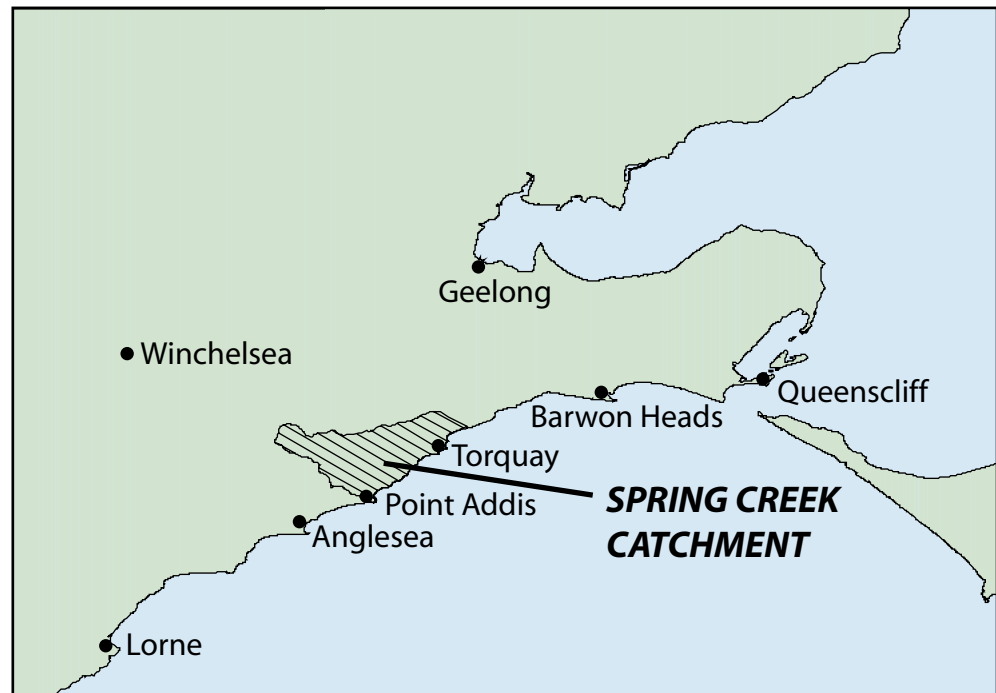 Geelong
Winchelsea
Queenscliff
Barwon Heads
Torquay
Point Addis
SPRING CREEK
CATCHMENT
Anglesea
Lorne